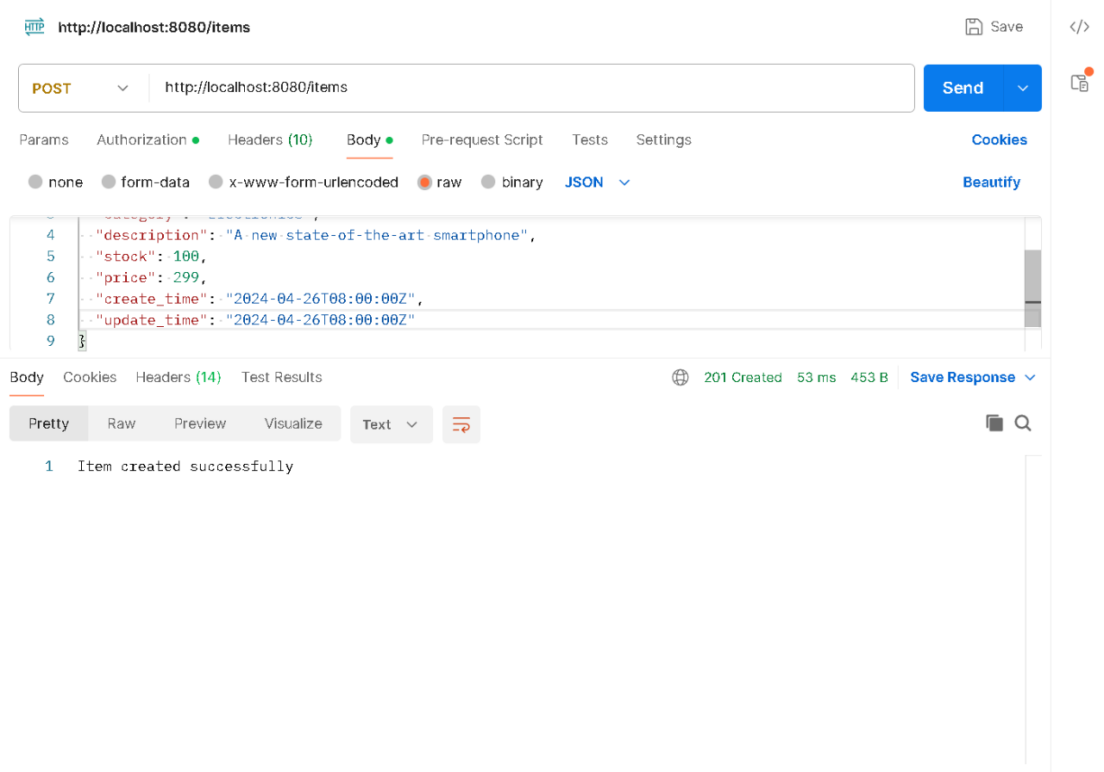 HTTP http://localhost:8080/items Save </>
POST http://localhost:8080/items Send
Params Authorization Headers (10) Body Pre-request Script Tests Settings Cookies
none form-data x-www-form-urlencoded raw binary JSON Beautify
4 "description": "A new state-of-the-art smartphone",
5 "stock": 100,
6 "price": 299,
7 "create_time": "2024-04-26T08:00:00Z",
8 "update_time": "2024-04-26T08:00:00Z"
9 }
Body Cookies Headers (14) Test Results 201 Created 53 ms 453 B Save Response
Pretty Raw Preview Visualize Text
1 Item created successfully